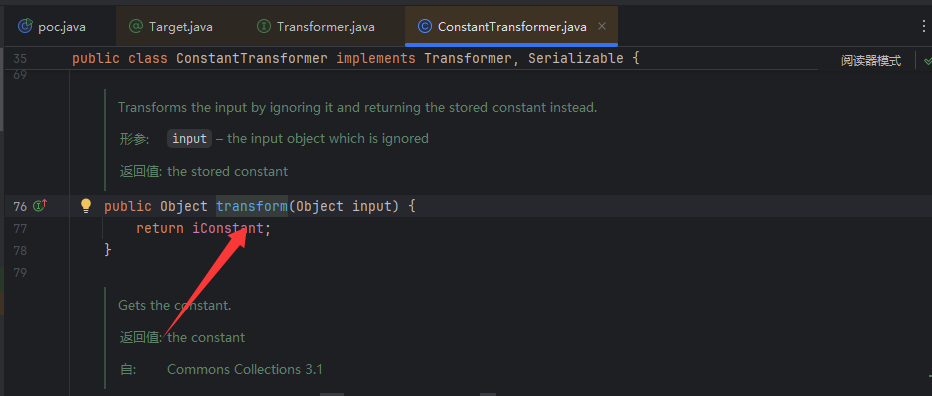 poc.java Target.java Transformer.java ConstantTransformer.java
35 public class ConstantTransformer implements Transformer, Serializable { 阅读器模式
69
Transforms the input by ignoring it and returning the stored constant instead.
形参: input – the input object which is ignored
返回值: the stored constant
76 public Object transform(Object input) {
77 return iConstant;
78 }
79
Gets the constant.
返回值: the constant
自: Commons Collections 3.1